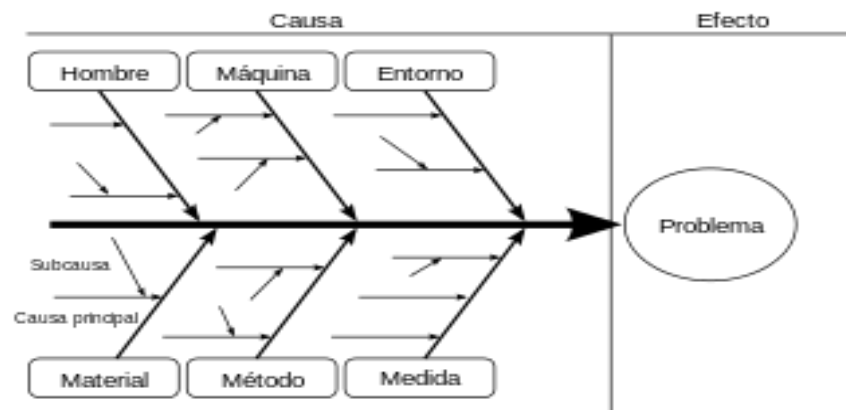 Causa Efecto
Hombre Máquina Entorno
Problema
Subcausa
Causa principal
Material Método Medida